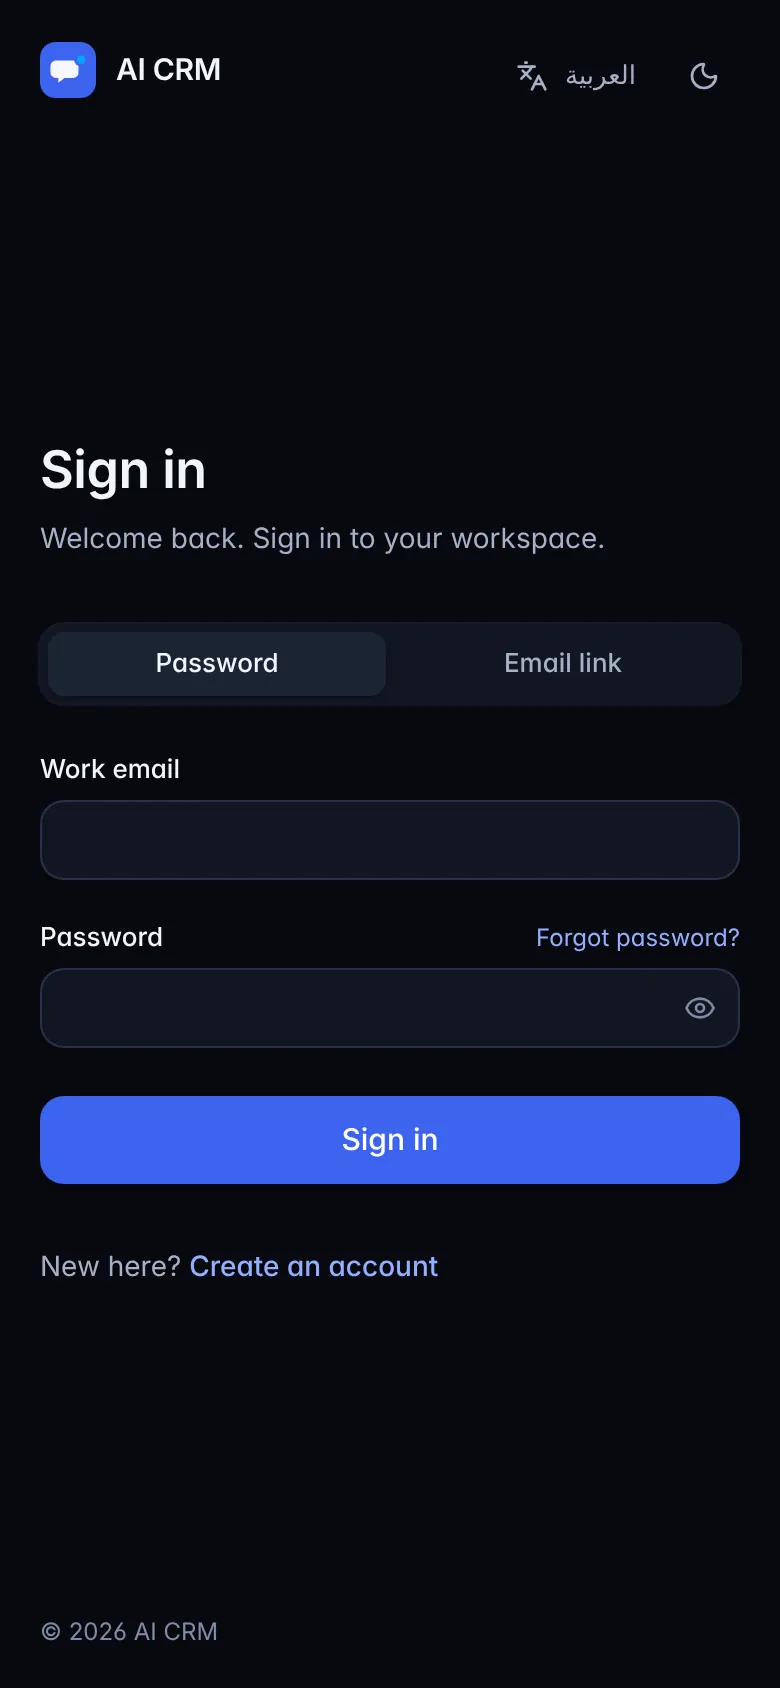 AI CRM
العربية
Sign in
Welcome back. Sign in to your workspace.
Password
Email link
Work email
Password
Forgot password?
Sign in
New here? Create an account
© 2026 AI CRM